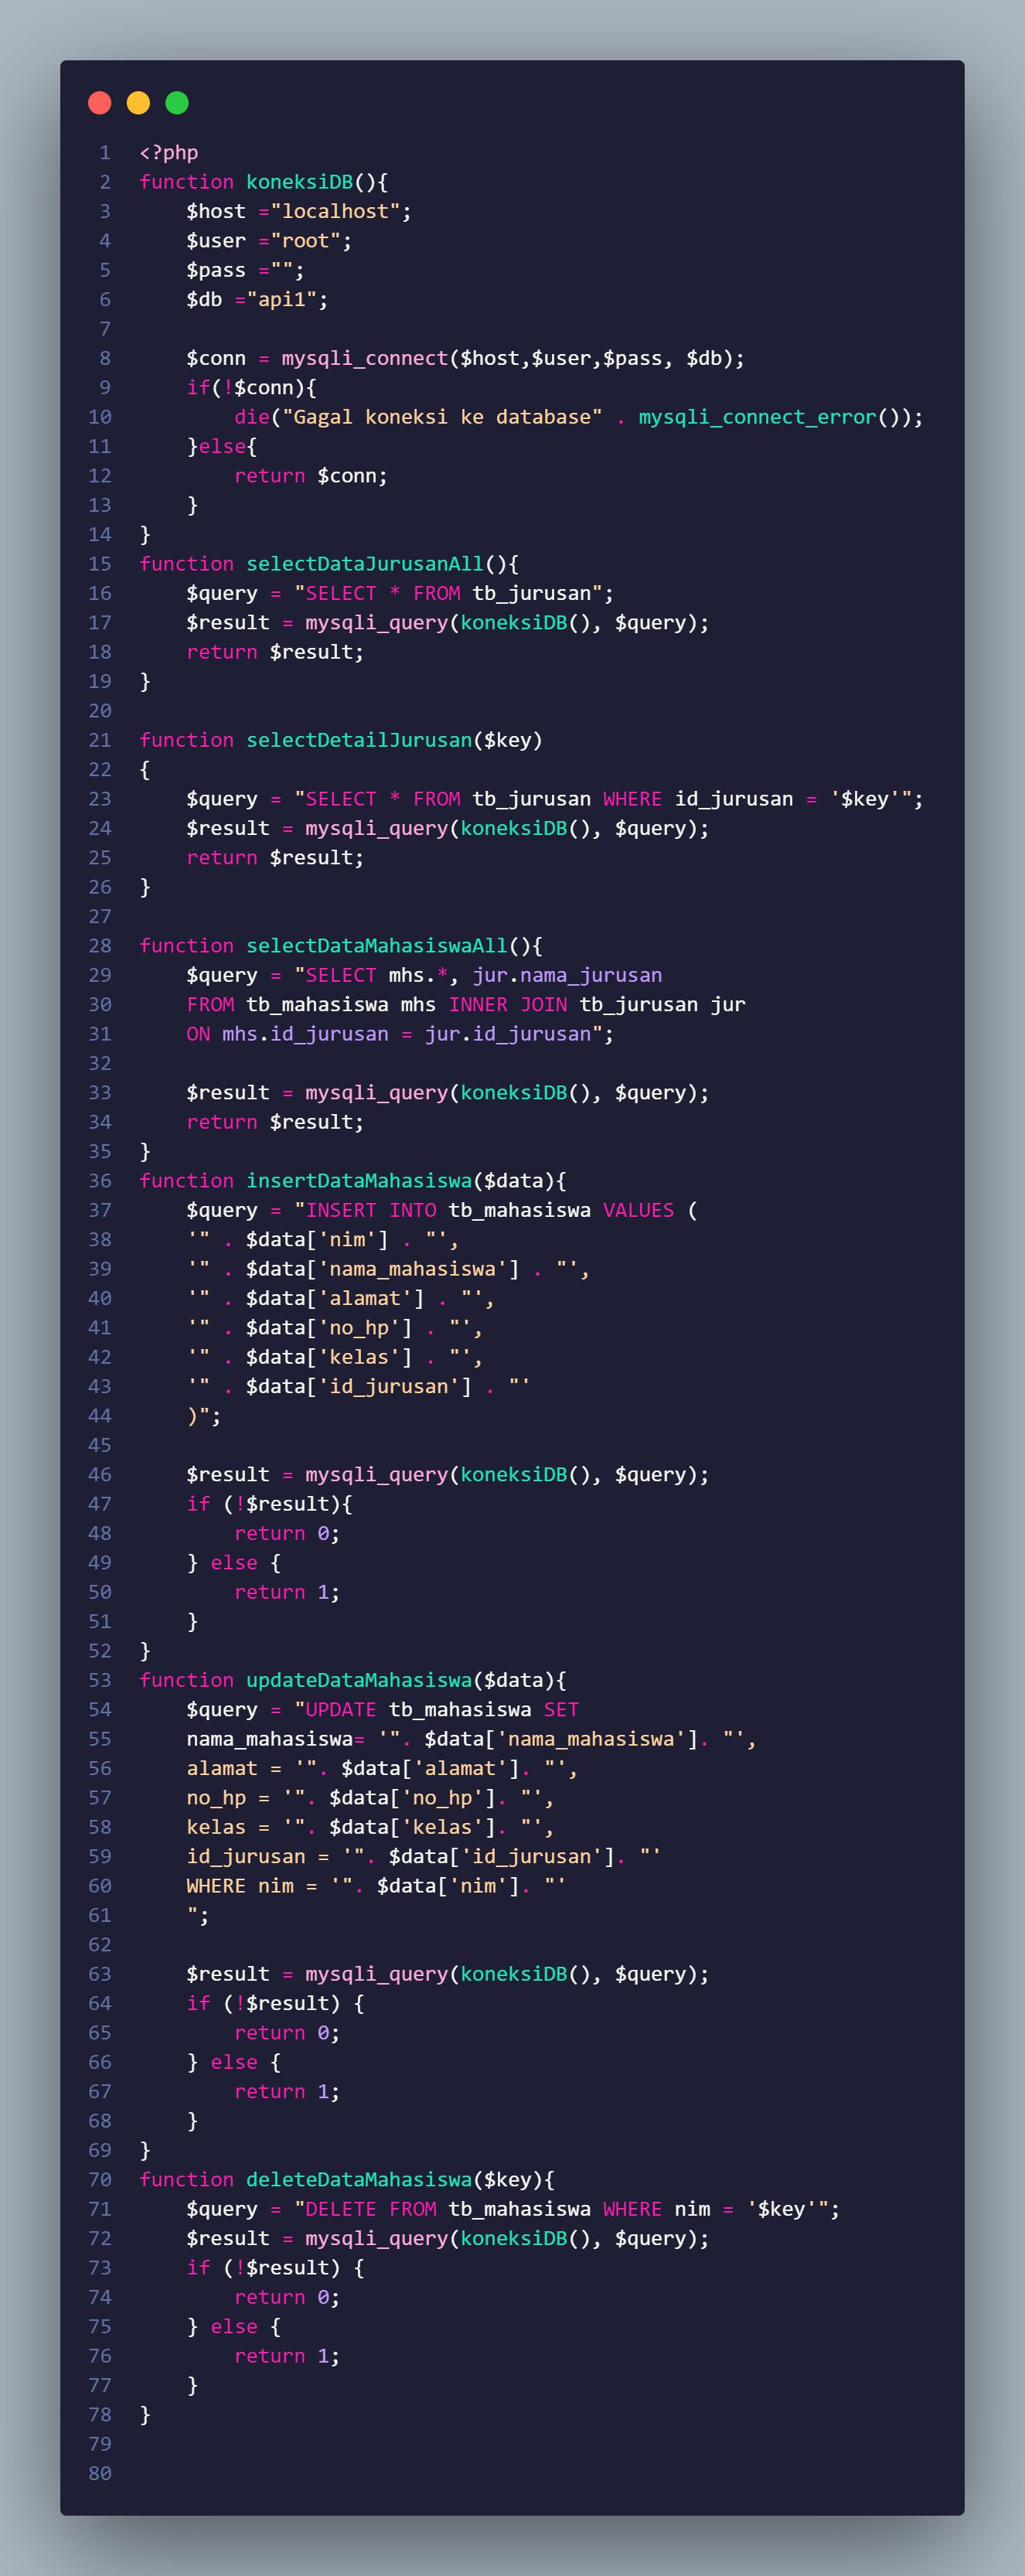 1 <?php
2 function koneksiDB(){
3     $host ="localhost";
4     $user ="root";
5     $pass ="";
6     $db ="api1";
7
8     $conn = mysqli_connect($host,$user,$pass, $db);
9     if(!$conn){
10         die("Gagal koneksi ke database" . mysqli_connect_error());
11     }else{
12         return $conn;
13     }
14 }
15 function selectDataJurusanAll(){
16     $query = "SELECT * FROM tb_jurusan";
17     $result = mysqli_query(koneksiDB(), $query);
18     return $result;
19 }
20
21 function selectDetailJurusan($key)
22 {
23     $query = "SELECT * FROM tb_jurusan WHERE id_jurusan = '$key'";
24     $result = mysqli_query(koneksiDB(), $query);
25     return $result;
26 }
27
28 function selectDataMahasiswaAll(){
29     $query = "SELECT mhs.*, jur.nama_jurusan
30     FROM tb_mahasiswa mhs INNER JOIN tb_jurusan jur
31     ON mhs.id_jurusan = jur.id_jurusan";
32
33     $result = mysqli_query(koneksiDB(), $query);
34     return $result;
35 }
36 function insertDataMahasiswa($data){
37     $query = "INSERT INTO tb_mahasiswa VALUES (
38     '" . $data['nim'] . "',
39     '" . $data['nama_mahasiswa'] . "',
40     '" . $data['alamat'] . "',
41     '" . $data['no_hp'] . "',
42     '" . $data['kelas'] . "',
43     '" . $data['id_jurusan'] . "'
44     )";
45
46     $result = mysqli_query(koneksiDB(), $query);
47     if (!$result){
48         return 0;
49     } else {
50         return 1;
51     }
52 }
53 function updateDataMahasiswa($data){
54     $query = "UPDATE tb_mahasiswa SET
55     nama_mahasiswa= '". $data['nama_mahasiswa']. "',
56     alamat = '". $data['alamat']. "',
57     no_hp = '". $data['no_hp']. "',
58     kelas = '". $data['kelas']. "',
59     id_jurusan = '". $data['id_jurusan']. "'
60     WHERE nim = '". $data['nim']. "'
61     ";
62
63     $result = mysqli_query(koneksiDB(), $query);
64     if (!$result) {
65         return 0;
66     } else {
67         return 1;
68     }
69 }
70 function deleteDataMahasiswa($key){
71     $query = "DELETE FROM tb_mahasiswa WHERE nim = '$key'";
72     $result = mysqli_query(koneksiDB(), $query);
73     if (!$result) {
74         return 0;
75     } else {
76         return 1;
77     }
78 }
79
80